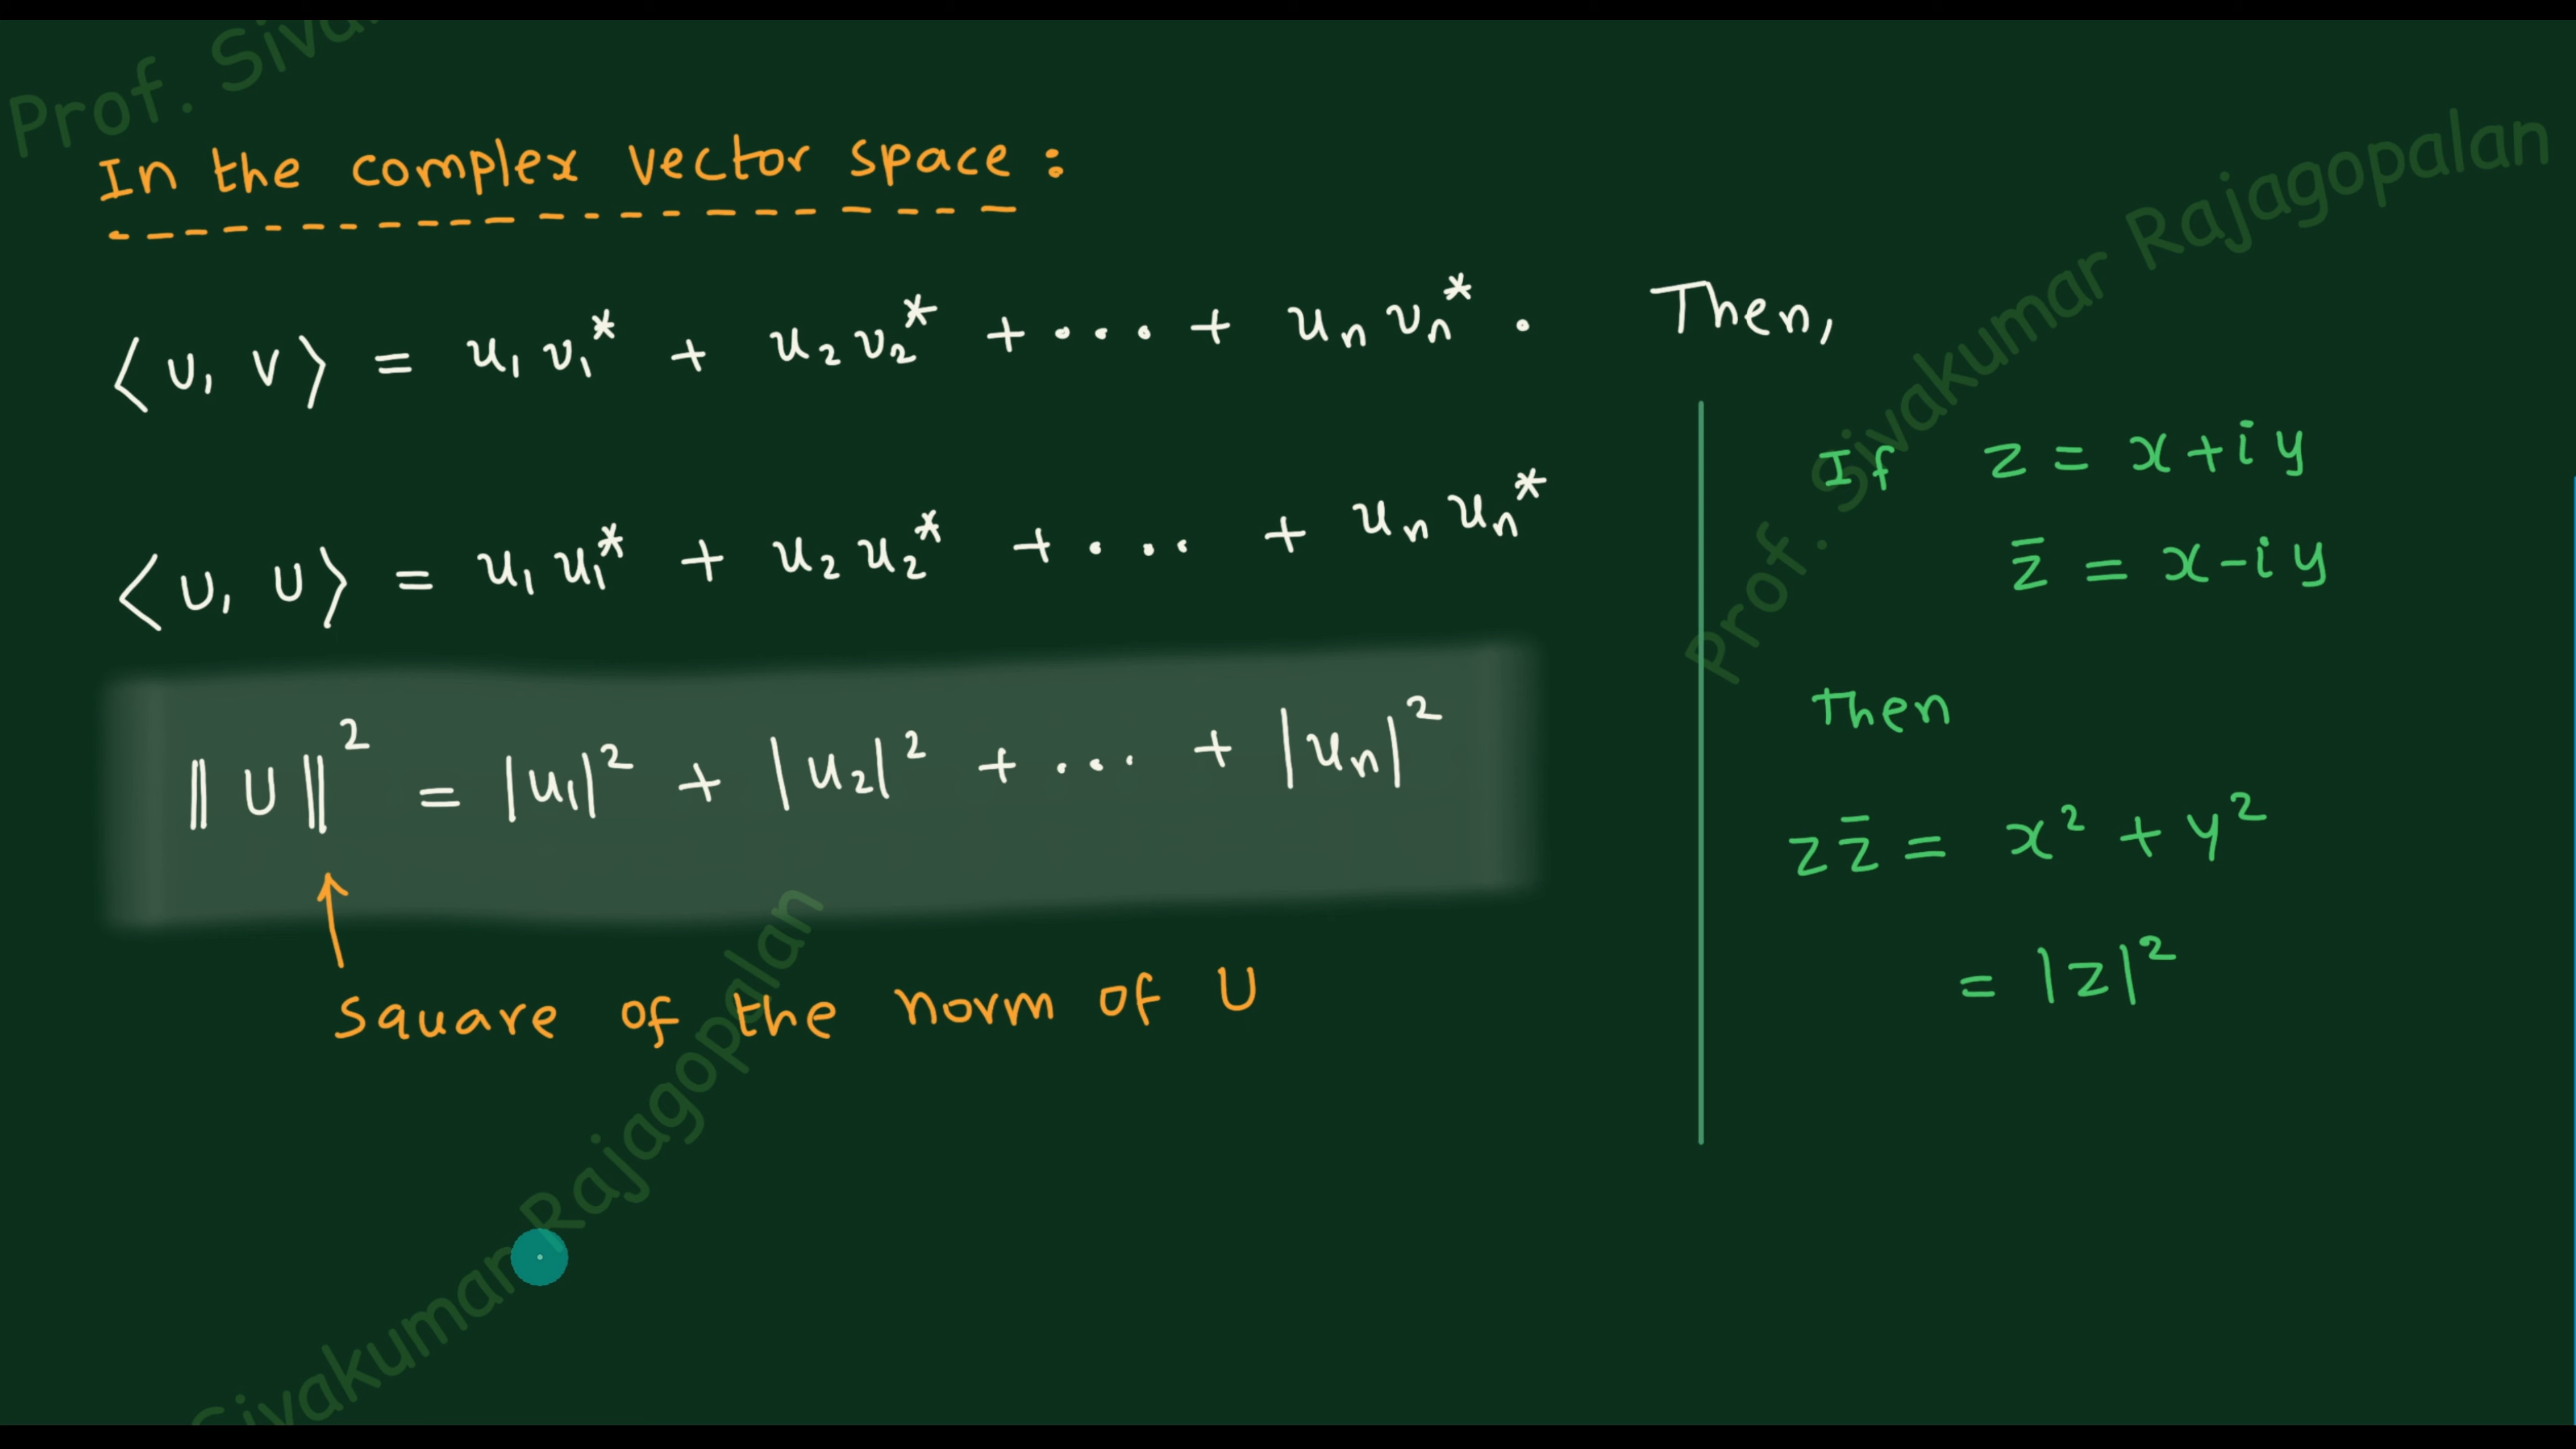 Prof. Siva
In the complex vector space :
⟨U, V⟩ = u₁v₁* + u₂v₂* + ... + uₙvₙ* . Then,
⟨U, U⟩ = u₁u₁* + u₂u₂* + ... + uₙuₙ*
‖U‖² = |u₁|² + |u₂|² + ... + |uₙ|²
square of the norm of U
If z = x+iy
z̄ = x-iy
Then
zz̄ = x² + y²
= |z|²
Prof. Sivakumar Rajagopalan
Sivakumar Rajagopalan